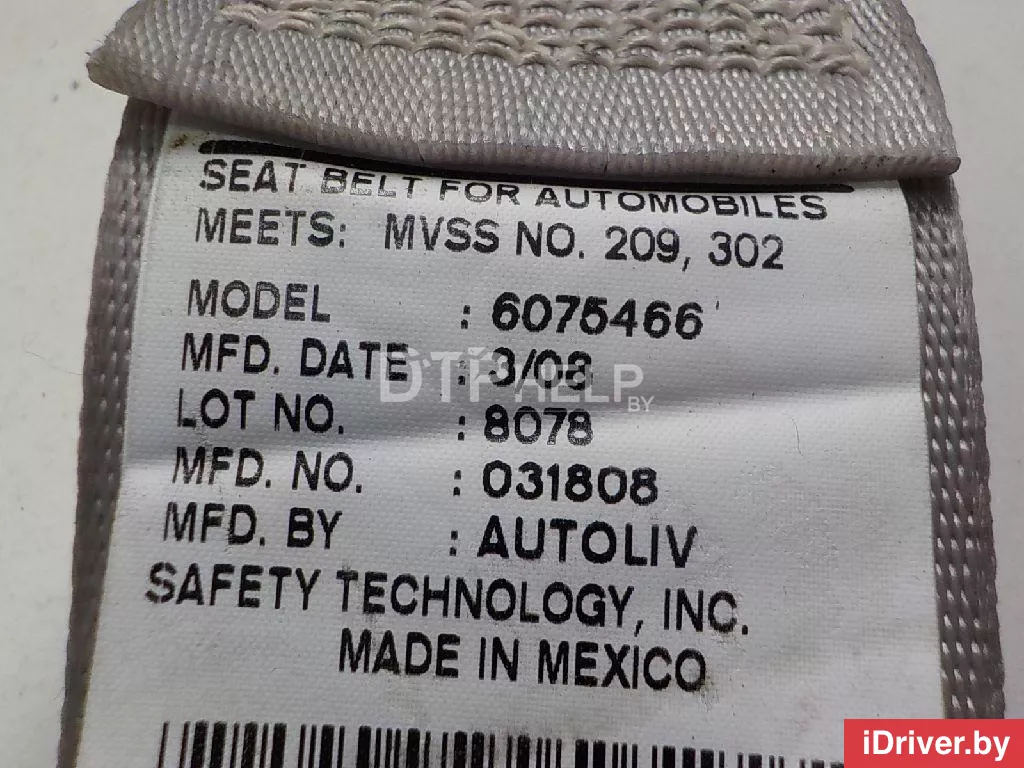 SEAT BELT FOR AUTOMOBILES
MEETS: MVSS NO. 209, 302
MODEL : 6075466
MFD. DATE : 3/08
LOT NO. : 8078
MFD. NO. : 031808
MFD. BY : AUTOLIV
SAFETY TECHNOLOGY, INC.
MADE IN MEXICO
DTPHELP
BY
iDriver.by